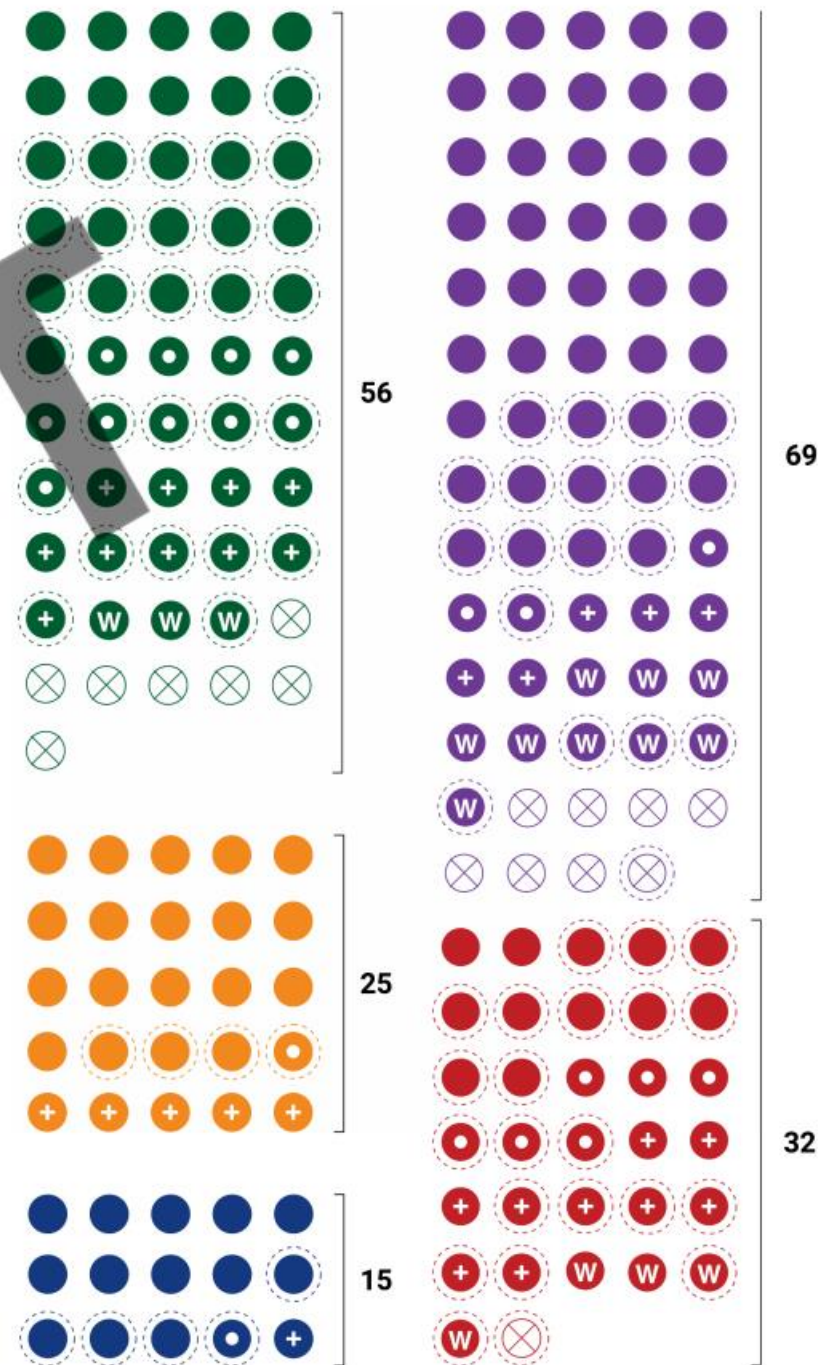 56
+ + + +
+ + + + +
+ W W W
25
+ + + + +
15
+
69
+ + +
+ + W W W
W W W W W
W
32
+ +
+ + + + +
+ + W W W
W